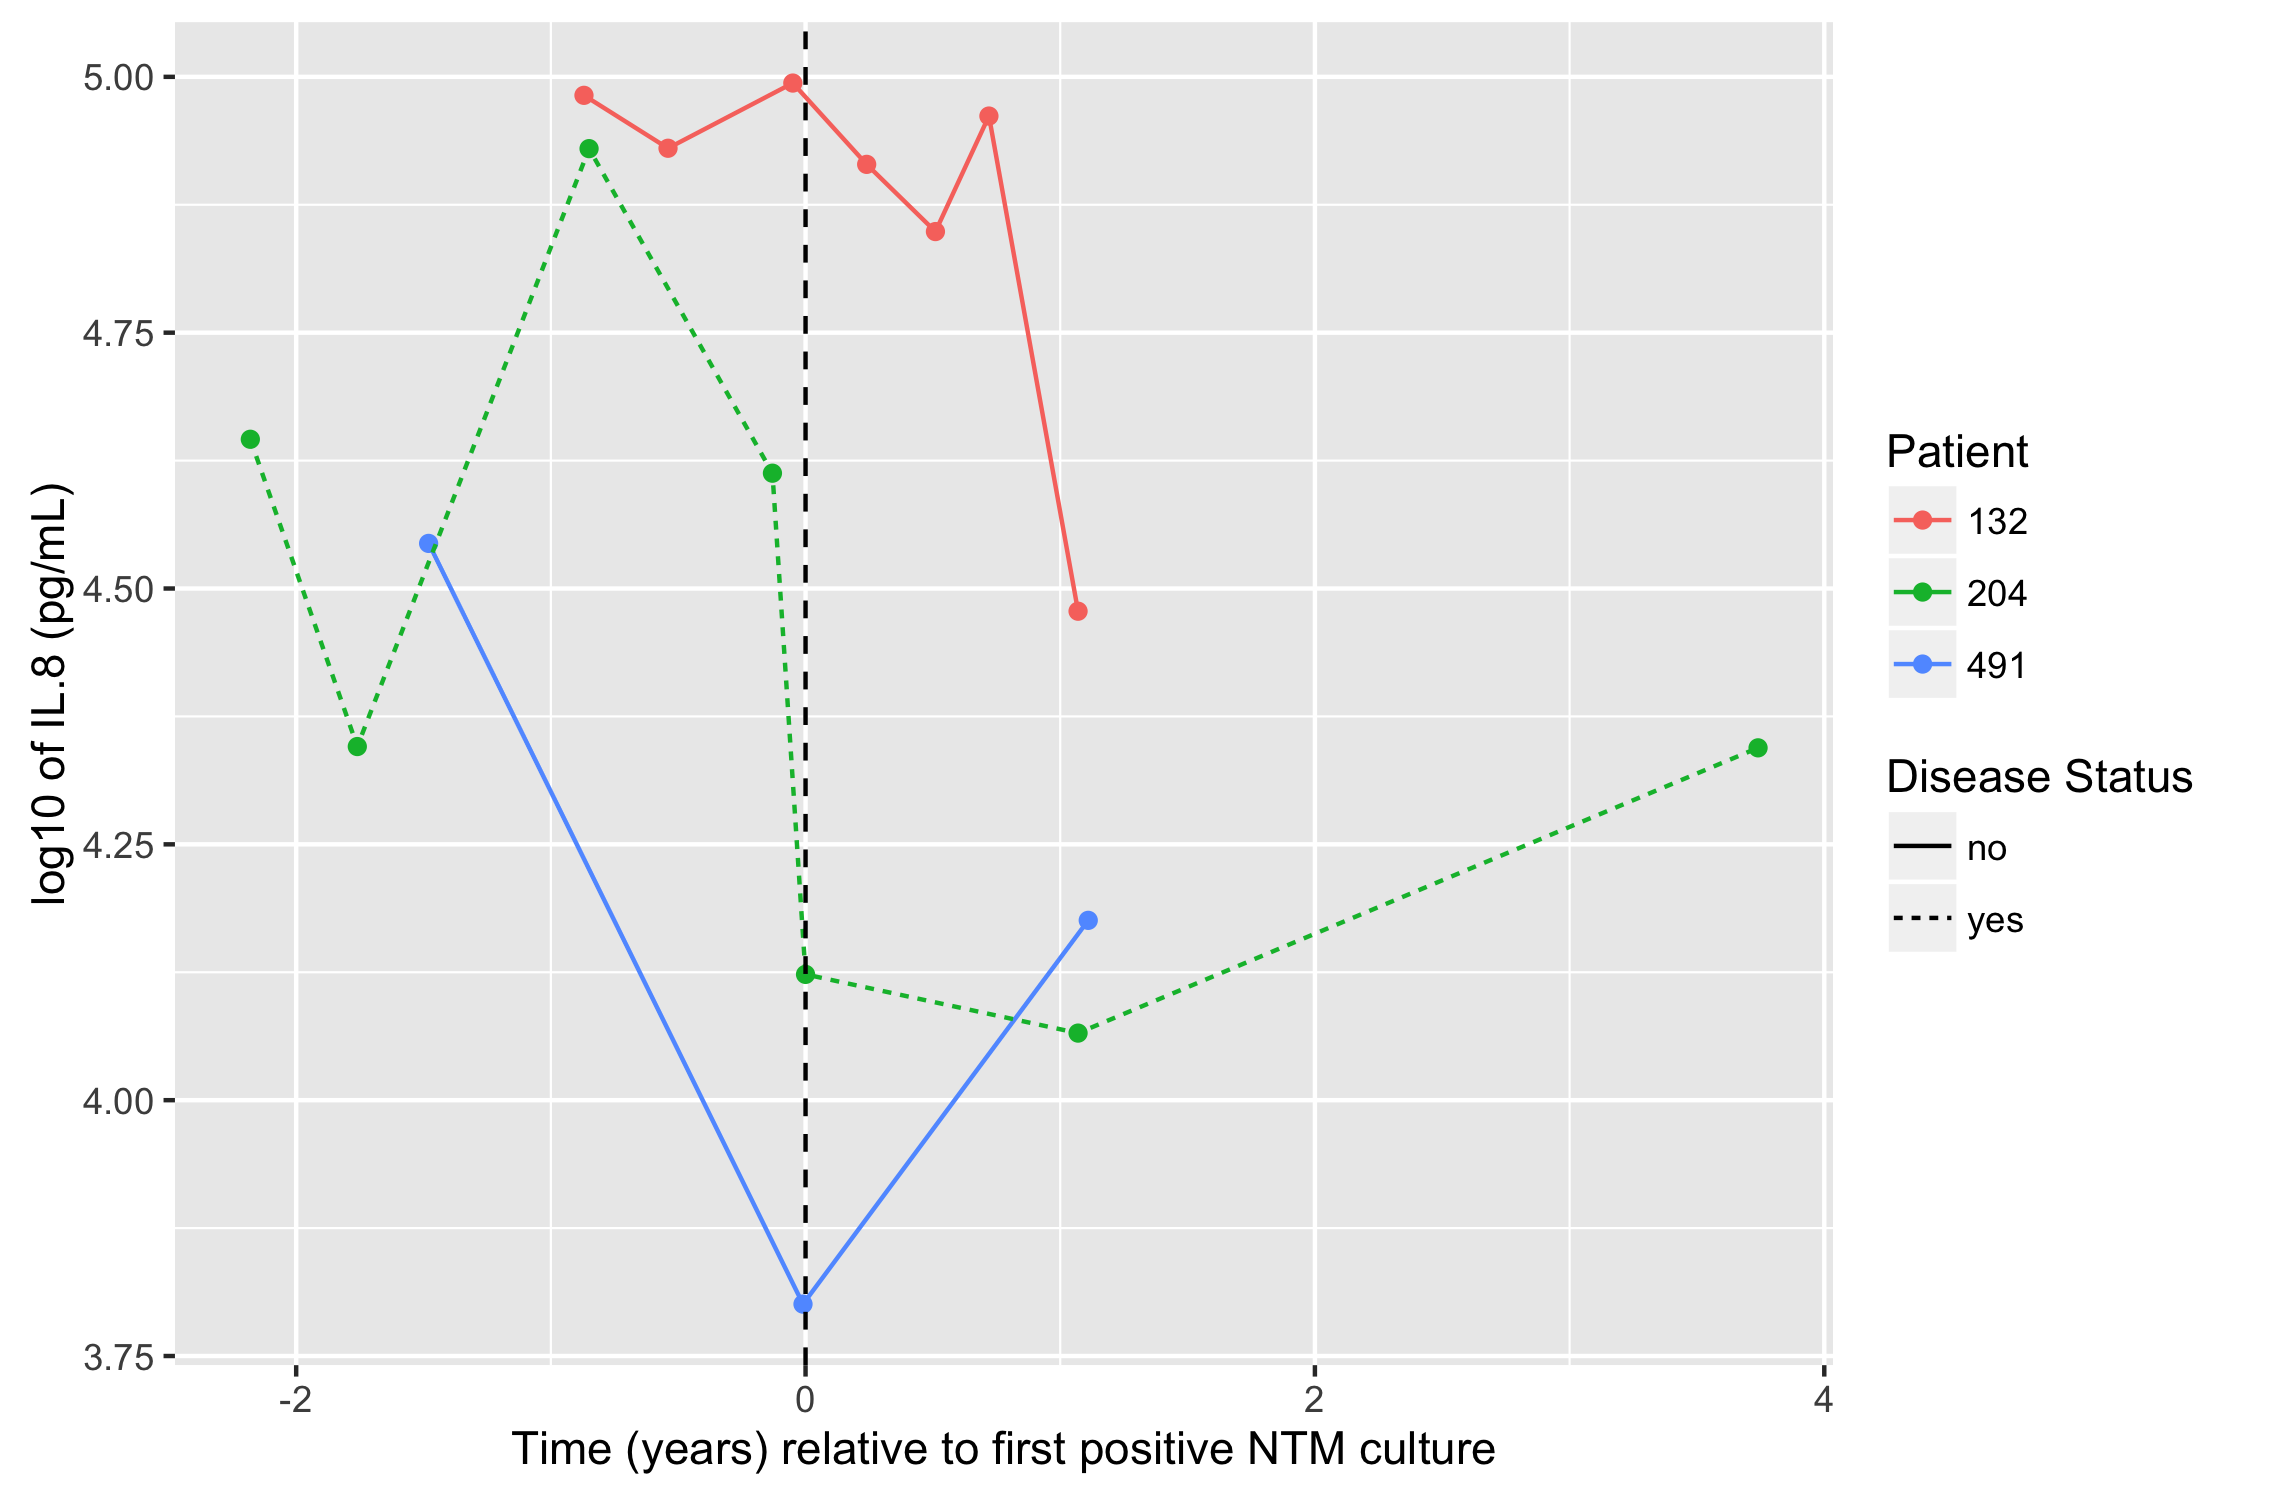 log10 of IL.8 (pg/mL)
5.00
4.75
4.50
4.25
4.00
3.75
-2
0
2
4
Time (years) relative to first positive NTM culture
Patient
132
204
491
Disease Status
no
yes